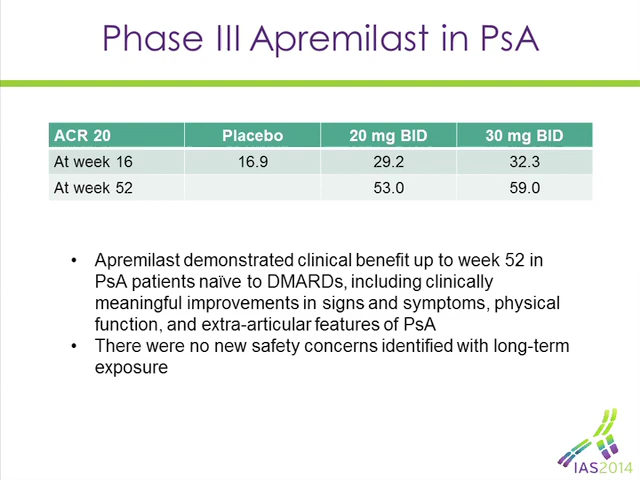 Phase III Apremilast in PsA
ACR 20 Placebo 20 mg BID 30 mg BID
At week 16 16.9 29.2 32.3
At week 52 53.0 59.0
• Apremilast demonstrated clinical benefit up to week 52 in
PsA patients naïve to DMARDs, including clinically
meaningful improvements in signs and symptoms, physical
function, and extra-articular features of PsA
• There were no new safety concerns identified with long-term
exposure
IAS2014